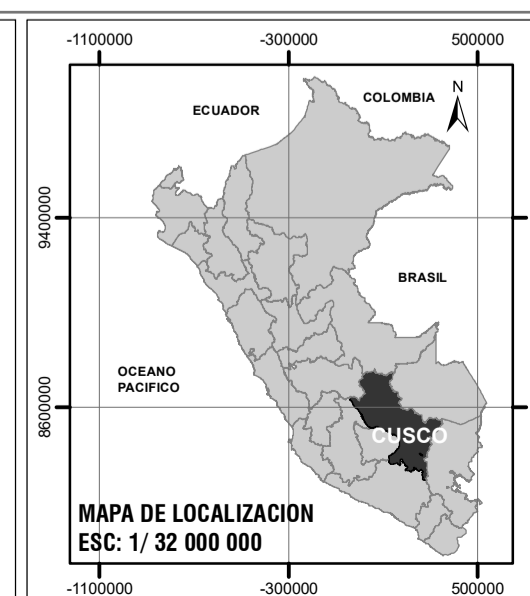 -1100000 -300000 500000
N
COLOMBIA
ECUADOR
9400000
BRASIL
OCEANO
PACIFICO
8600000
CUSCO
MAPA DE LOCALIZACION
ESC: 1/ 32 000 000
-1100000 -300000 500000